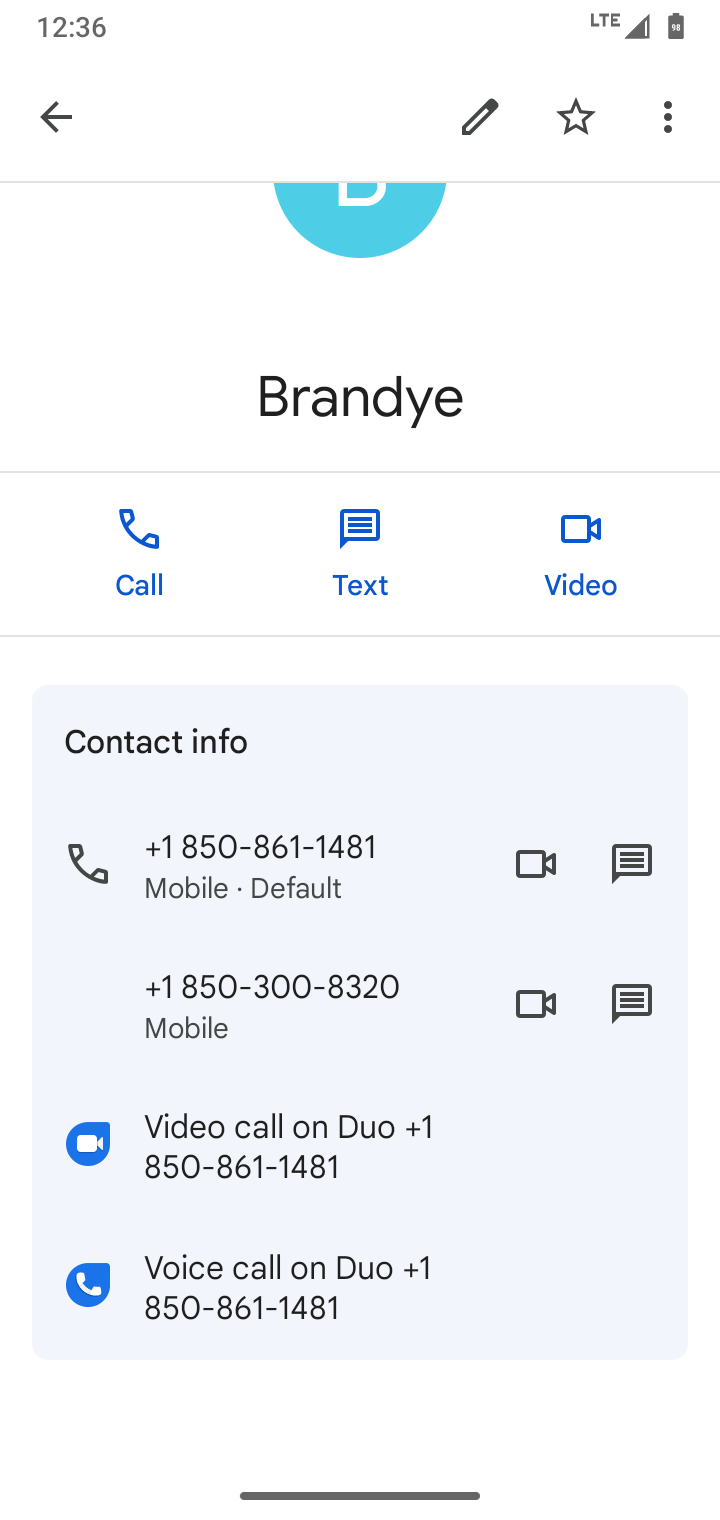 12:36
LTE
98
B
Brandye
Call
Text
Video
Contact info
+1 850-861-1481
Mobile · Default
+1 850-300-8320
Mobile
Video call on Duo +1
850-861-1481
Voice call on Duo +1
850-861-1481